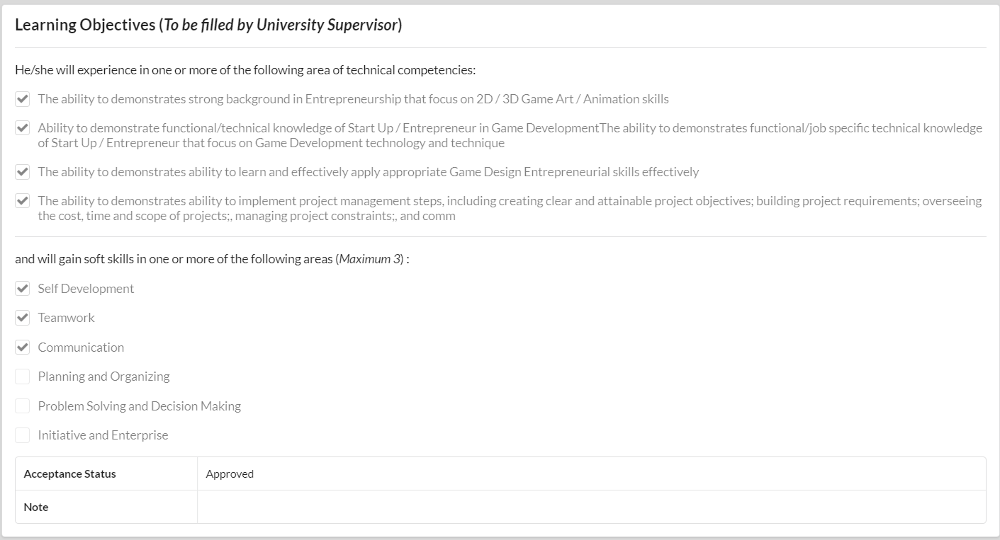 Learning Objectives (To be filled by University Supervisor)
He/she will experience in one or more of the following area of technical competencies:
The ability to demonstrates strong background in Entrepreneurship that focus on 2D / 3D Game Art / Animation skills
Ability to demonstrate functional/technical knowledge of Start Up / Entrepreneur in Game DevelopmentThe ability to demonstrates functional/job specific technical knowledge
of Start Up / Entrepreneur that focus on Game Development technology and technique
The ability to demonstrates ability to learn and effectively apply appropriate Game Design Entrepreneurial skills effectively
The ability to demonstrates ability to implement project management steps, including creating clear and attainable project objectives; building project requirements; overseeing
the cost, time and scope of projects;, managing project constraints;, and comm
and will gain soft skills in one or more of the following areas (Maximum 3) :
Self Development
Teamwork
Communication
Planning and Organizing
Problem Solving and Decision Making
Initiative and Enterprise
Acceptance Status Approved
Note